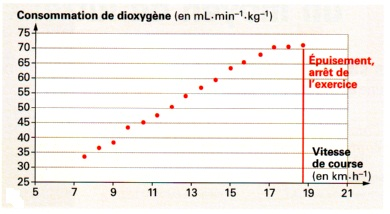 Consommation de dioxygène (en mL·min⁻¹·kg⁻¹)
75
70
65
60
55
50
45
40
35
30
25
Épuisement,
arrêt de
l'exercice
Vitesse
de course
(en km·h⁻¹)
5 7 9 11 13 15 17 19 21